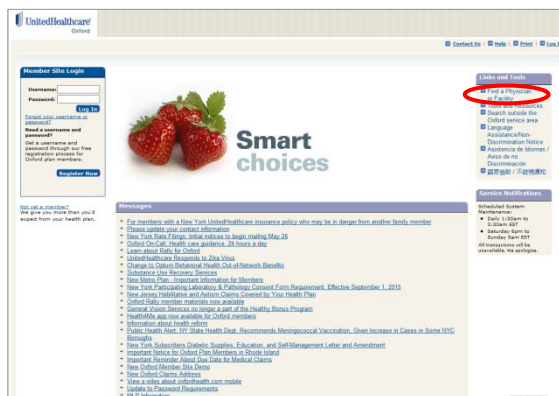 UnitedHealthcare
Oxford
Contact Us | Help | Print | Log
Member Site Login
Username:
Password:
Log In
Forgot your username or
password?
Need a username and
password?
Get a username and
password through our free
registration process for
Oxford plan members.
Register Now
Not yet a member?
We give you more than you'd
expect from your health plan.
Smart
choices
Links and Tools
Find a Physician
or Facility
Tools and Resources
Search outside the
Oxford service area
Language
Assistance/Non-
Discrimination Notice
Asistencia de Idiomas /
Aviso de no
Discriminación
Service Notifications
Scheduled System
Maintenance:
Daily 1:30am to
3:30am EST
Saturday 6pm to
Sunday 6am EST
All transactions will be
unavailable. We apologize.
Messages
For members with a New York UnitedHealthcare insurance policy who may be in danger from another family member
Please update your contact information
New York Rate Filings: Initial notices to begin mailing May 26
Oxford On-Call: Health care guidance, 24 hours a day
Learn about Rally for Oxford
UnitedHealthcare Responds to Zika Virus
Change to Optum Behavioral Health Out-of-Network Benefits
Substance Use Recovery Services
New Metro Plan - Important Information for Members
New York Participating Laboratory & Pathology Consent Form Requirement, Effective September 1, 2015
New Jersey Habilitative and Autism Claims Covered by Your Health Plan
Oxford Rally member materials now available
General Vision Services no longer a part of the Healthy Bonus Program
Health4Me app now available for Oxford members
Information about health reform
Public Health Alert: NY State Health Dept. Recommends Meningococcal Vaccination, Given Increase in Cases in Some NYC
Boroughs
New York Subscribers Diabetic Supplies, Education, and Self-Management Letter and Amendment
Important Notice for Oxford Plan Members in Rhode Island
Important Reminder About Due Date for Medical Claims
New Oxford Member Site Demo
New Oxford Claims Address
View a video about oxfordhealth.com mobile
Update to Password Requirements
MLR Information